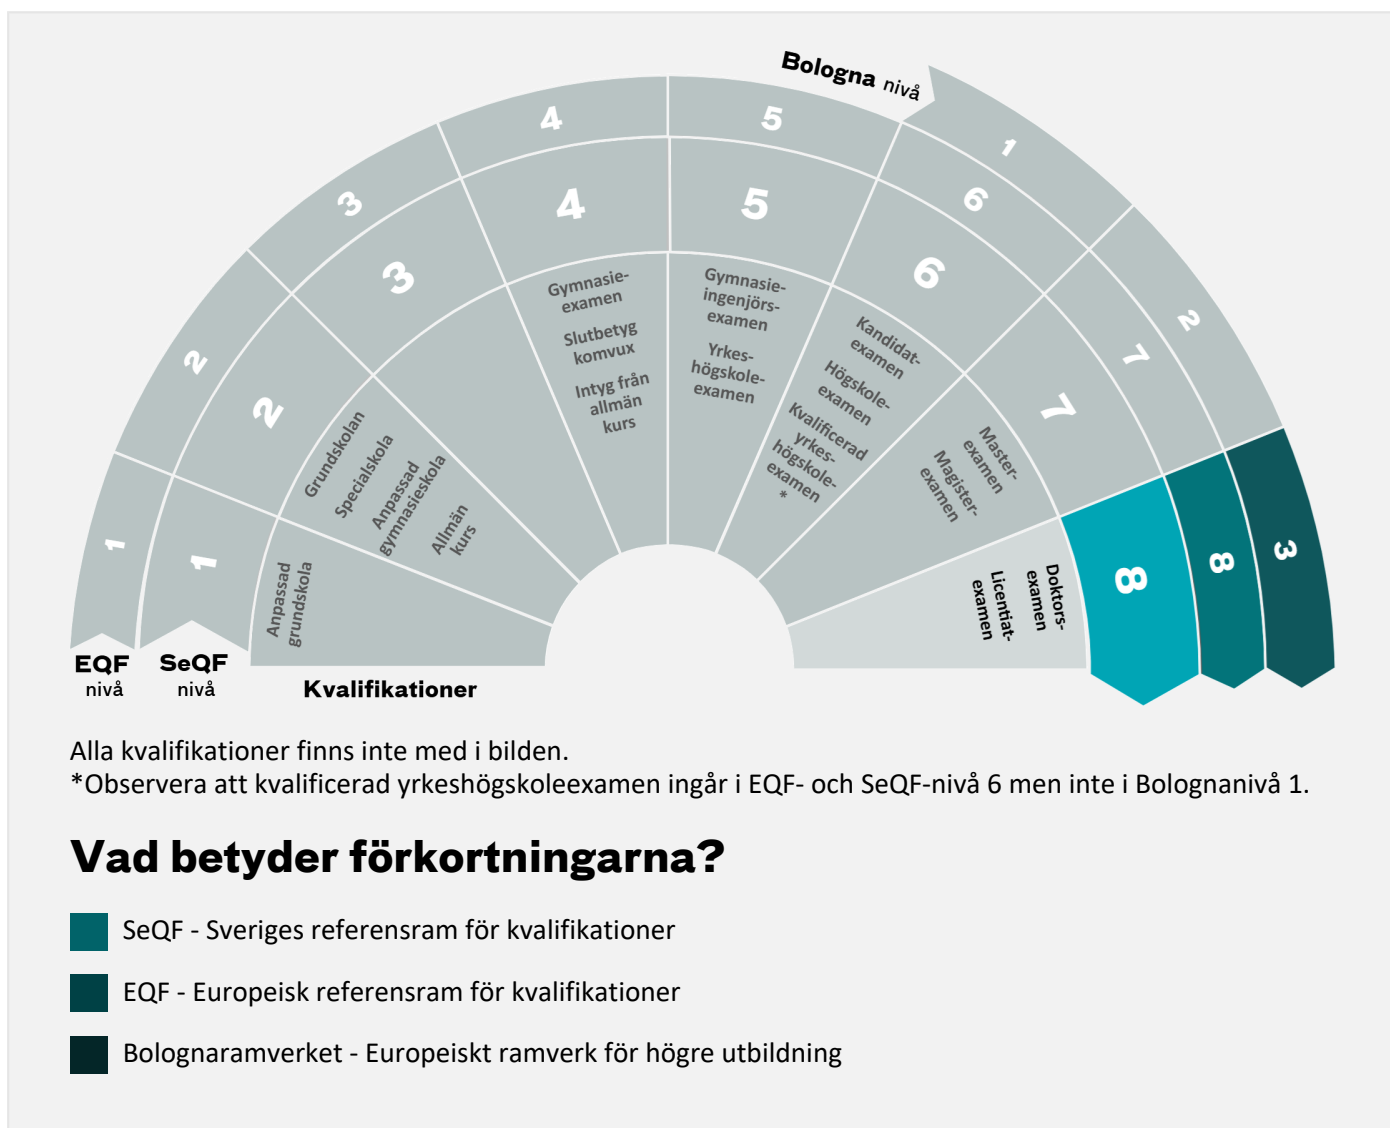 Bologna nivå
1
2
3
1
2
3
4
5
6
7
8
1
2
3
4
5
6
7
8
Anpassad
grundskola
Grundskolan
Specialskola
Anpassad
gymnasieskola
Allmän
kurs
Gymnasie-
examen
Slutbetyg
komvux
Intyg från
allmän
kurs
Gymnasie-
ingenjörs-
examen
Yrkes-
högskole-
examen
Kandidat-
examen
Högskole-
examen
Kvalificerad
yrkes-
högskole-
examen
*
Master-
examen
Magister-
examen
Doktors-
examen
Licentiat-
examen
EQF
nivå
SeQF
nivå
Kvalifikationer
Alla kvalifikationer finns inte med i bilden.
*Observera att kvalificerad yrkeshögskoleexamen ingår i EQF- och SeQF-nivå 6 men inte i Bolognanivå 1.
Vad betyder förkortningarna?
SeQF - Sveriges referensram för kvalifikationer
EQF - Europeisk referensram för kvalifikationer
Bolognaramverket - Europeiskt ramverk för högre utbildning